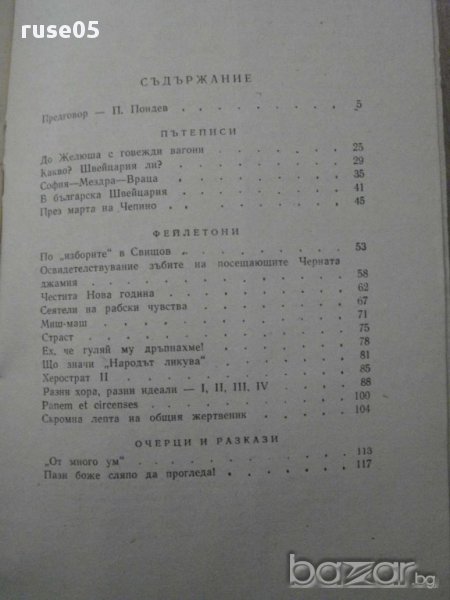 ruse05
СЪДЪРЖАНИЕ
Предговор — П. Пондев . . . . . . . . 5
ПЪТЕПИСИ
До Желюша с говежди вагони . . . . . . 25
Какво? Швейцария ли? . . . . . . . . 29
София—Мездра—Враца . . . . . . . . 35
В българска Швейцария . . . . . . . . 41
През марта на Чепино . . . . . . . . 45
ФЕЙЛЕТОНИ
По „изборите" в Свищов . . . . . . . . 53
Освидетелствувание зъбите на посещающите Черната
джамия . . . . . . . . . . 58
Честита Нова година . . . . . . . . 62
Сеятели на рабски чувства . . . . . . . 67
Миш-маш . . . . . . . . . . 71
Страст . . . . . . . . . . 75
Ех, че гуляй му дръпнахме! . . . . . . . 78
Що значи „Народът ликува" . . . . . . . 81
Херострат II . . . . . . . . . . 85
Разни хора, разни идеали — I, II, III, IV . . . . 88
Panem et circenses . . . . . . . . . 100
Скромна лепта на общия жертвеник . . . . . 104
ОЧЕРЦИ И РАЗКАЗИ
„От много ум" . . . . . . . . . . 113
Пази боже сляпо да прогледа! . . . . . . . 117
bazar.bg